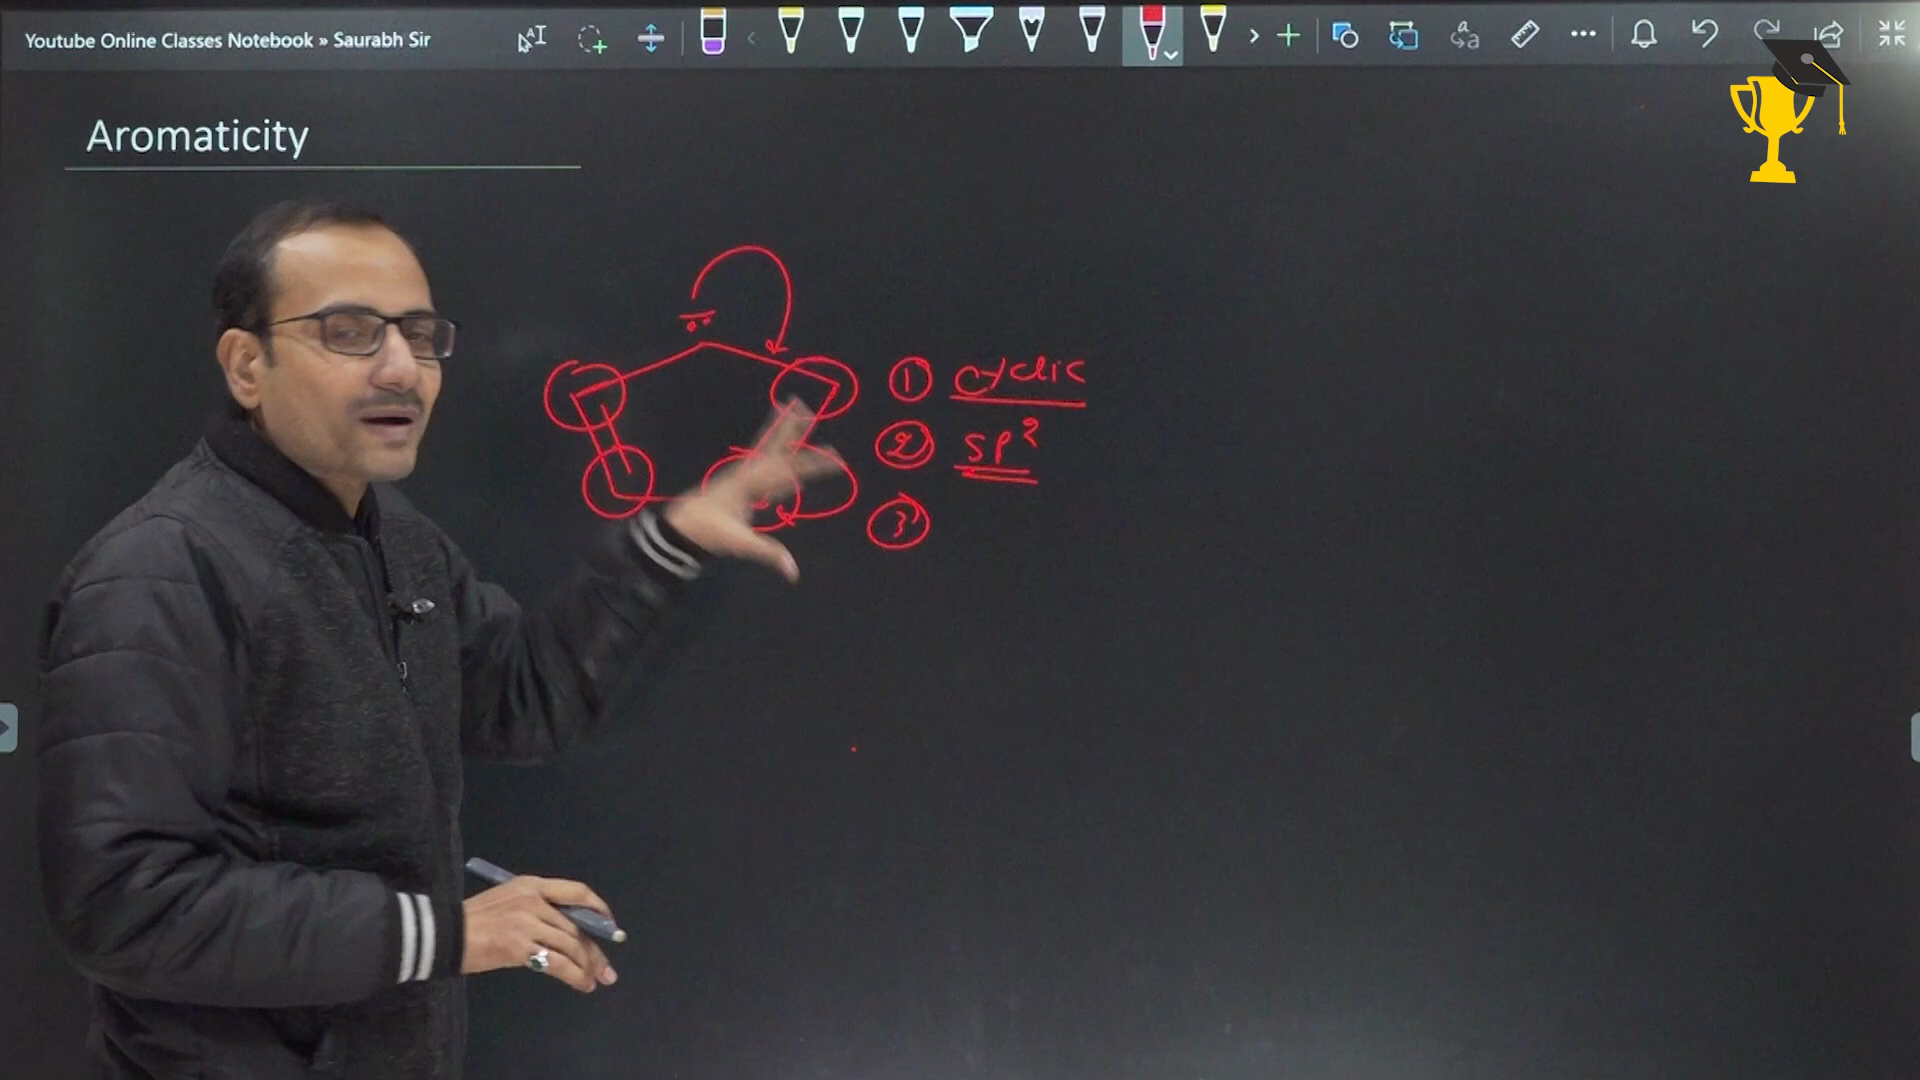 Youtube Online Classes Notebook » Saurabh Sir
Aromaticity
① cyclic
② sp²
③